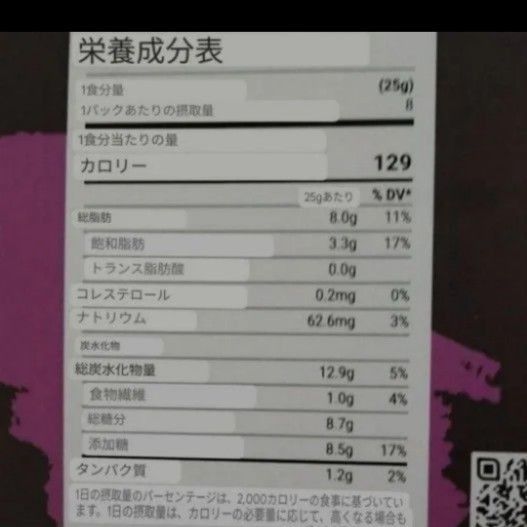 栄養成分表
1食分量 (25g)
1パックあたりの摂取量 8
1食分当たりの量
カロリー 129
25gあたり % DV*
総脂肪 8.0g 11%
飽和脂肪 3.3g 17%
トランス脂肪酸 0.0g
コレステロール 0.2mg 0%
ナトリウム 62.6mg 3%
炭水化物
総炭水化物量 12.9g 5%
食物繊維 1.0g 4%
総糖分 8.7g
添加糖 8.5g 17%
タンパク質 1.2g 2%
1日の摂取量のパーセンテージは、2,000カロリーの食事に基づいてい
ます。1日の摂取量は、カロリーの必要量に応じて、高くなる場合も